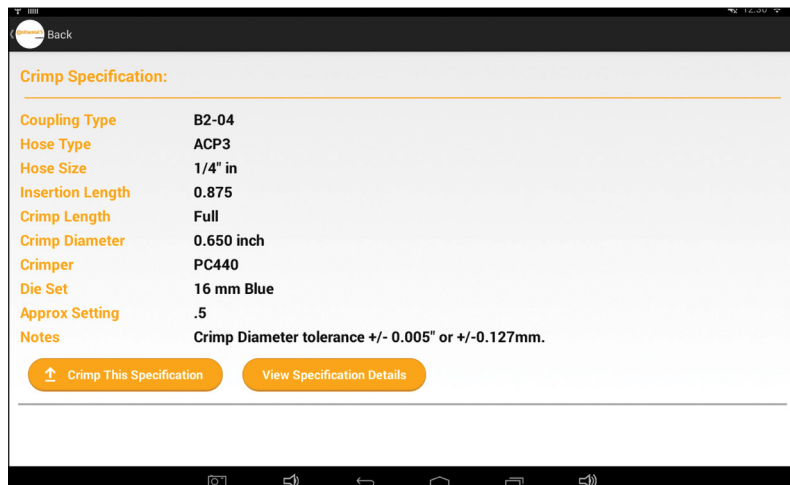 12:30
Back
Crimp Specification:
Coupling Type B2-04
Hose Type ACP3
Hose Size 1/4" in
Insertion Length 0.875
Crimp Length Full
Crimp Diameter 0.650 inch
Crimper PC440
Die Set 16 mm Blue
Approx Setting .5
Notes Crimp Diameter tolerance +/- 0.005" or +/-0.127mm.
Crimp This Specification View Specification Details